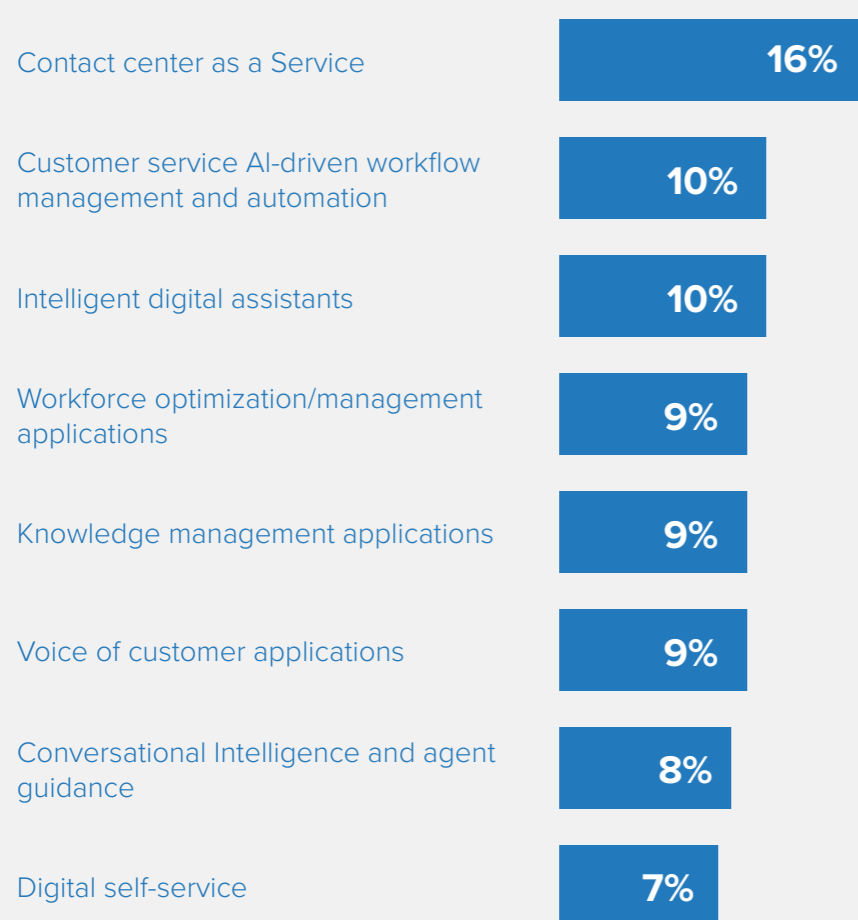 Contact center as a Service
16%
Customer service AI-driven workflow
management and automation
10%
Intelligent digital assistants
10%
Workforce optimization/management
applications
9%
Knowledge management applications
9%
Voice of customer applications
9%
Conversational Intelligence and agent
guidance
8%
Digital self-service
7%